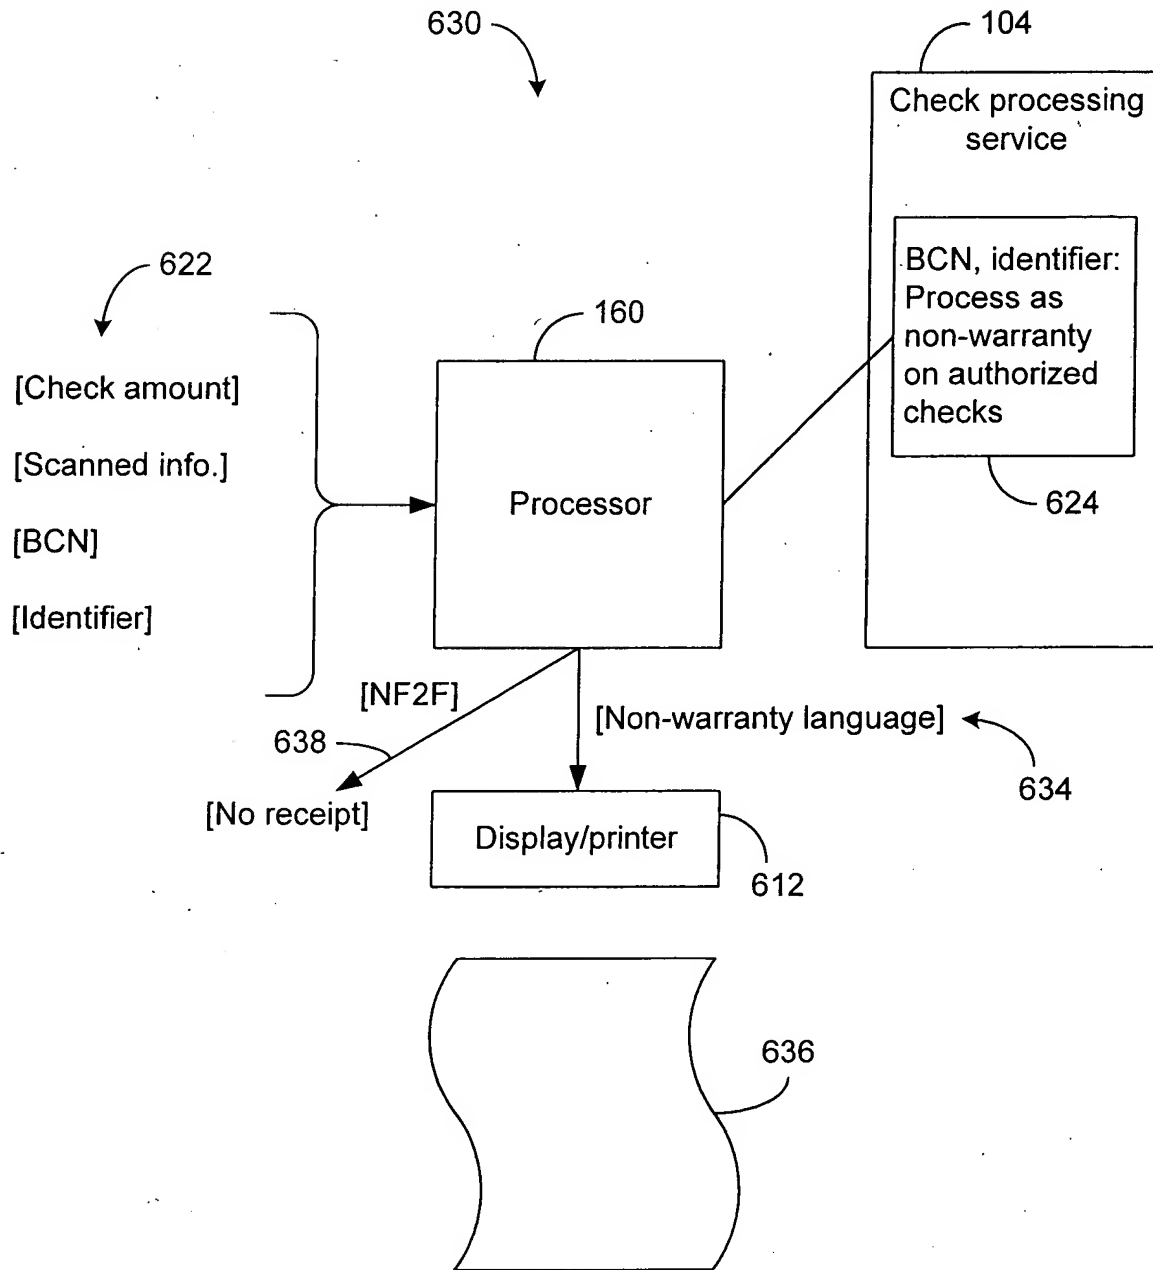 630
104
Check processing
service
622
BCN, identifier:
Process as
non-warranty
on authorized
checks
160
[Check amount]
[Scanned info.]
[BCN]
[Identifier]
Processor
624
[NF2F]
[Non-warranty language]
638
634
[No receipt]
Display/printer
612
636